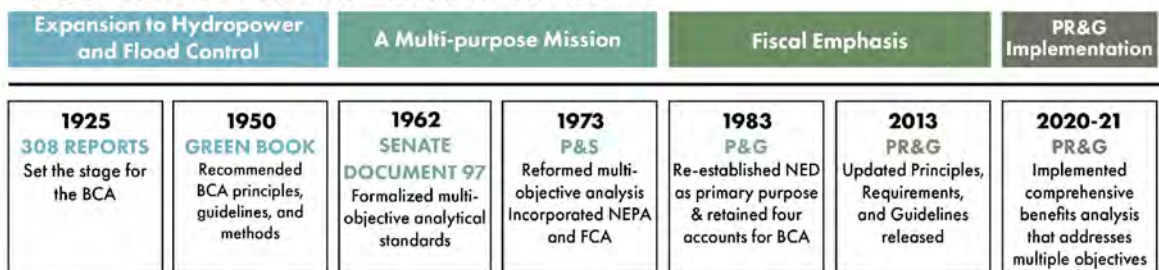 Expansion to Hydropower
and Flood Control
A Multi-purpose Mission
Fiscal Emphasis
PR&G
Implementation
1925
308 REPORTS
Set the stage for
the BCA
1950
GREEN BOOK
Recommended
BCA principles,
guidelines, and
methods
1962
SENATE
DOCUMENT 97
Formalized multi-
objective analytical
standards
1973
P&S
Reformed multi-
objective analysis
Incorporated NEPA
and FCA
1983
P&G
Re-established NED
as primary purpose
& retained four
accounts for BCA
2013
PR&G
Updated Principles,
Requirements,
and Guidelines
released
2020-21
PR&G
Implemented
comprehensive
benefits analysis
that addresses
multiple objectives